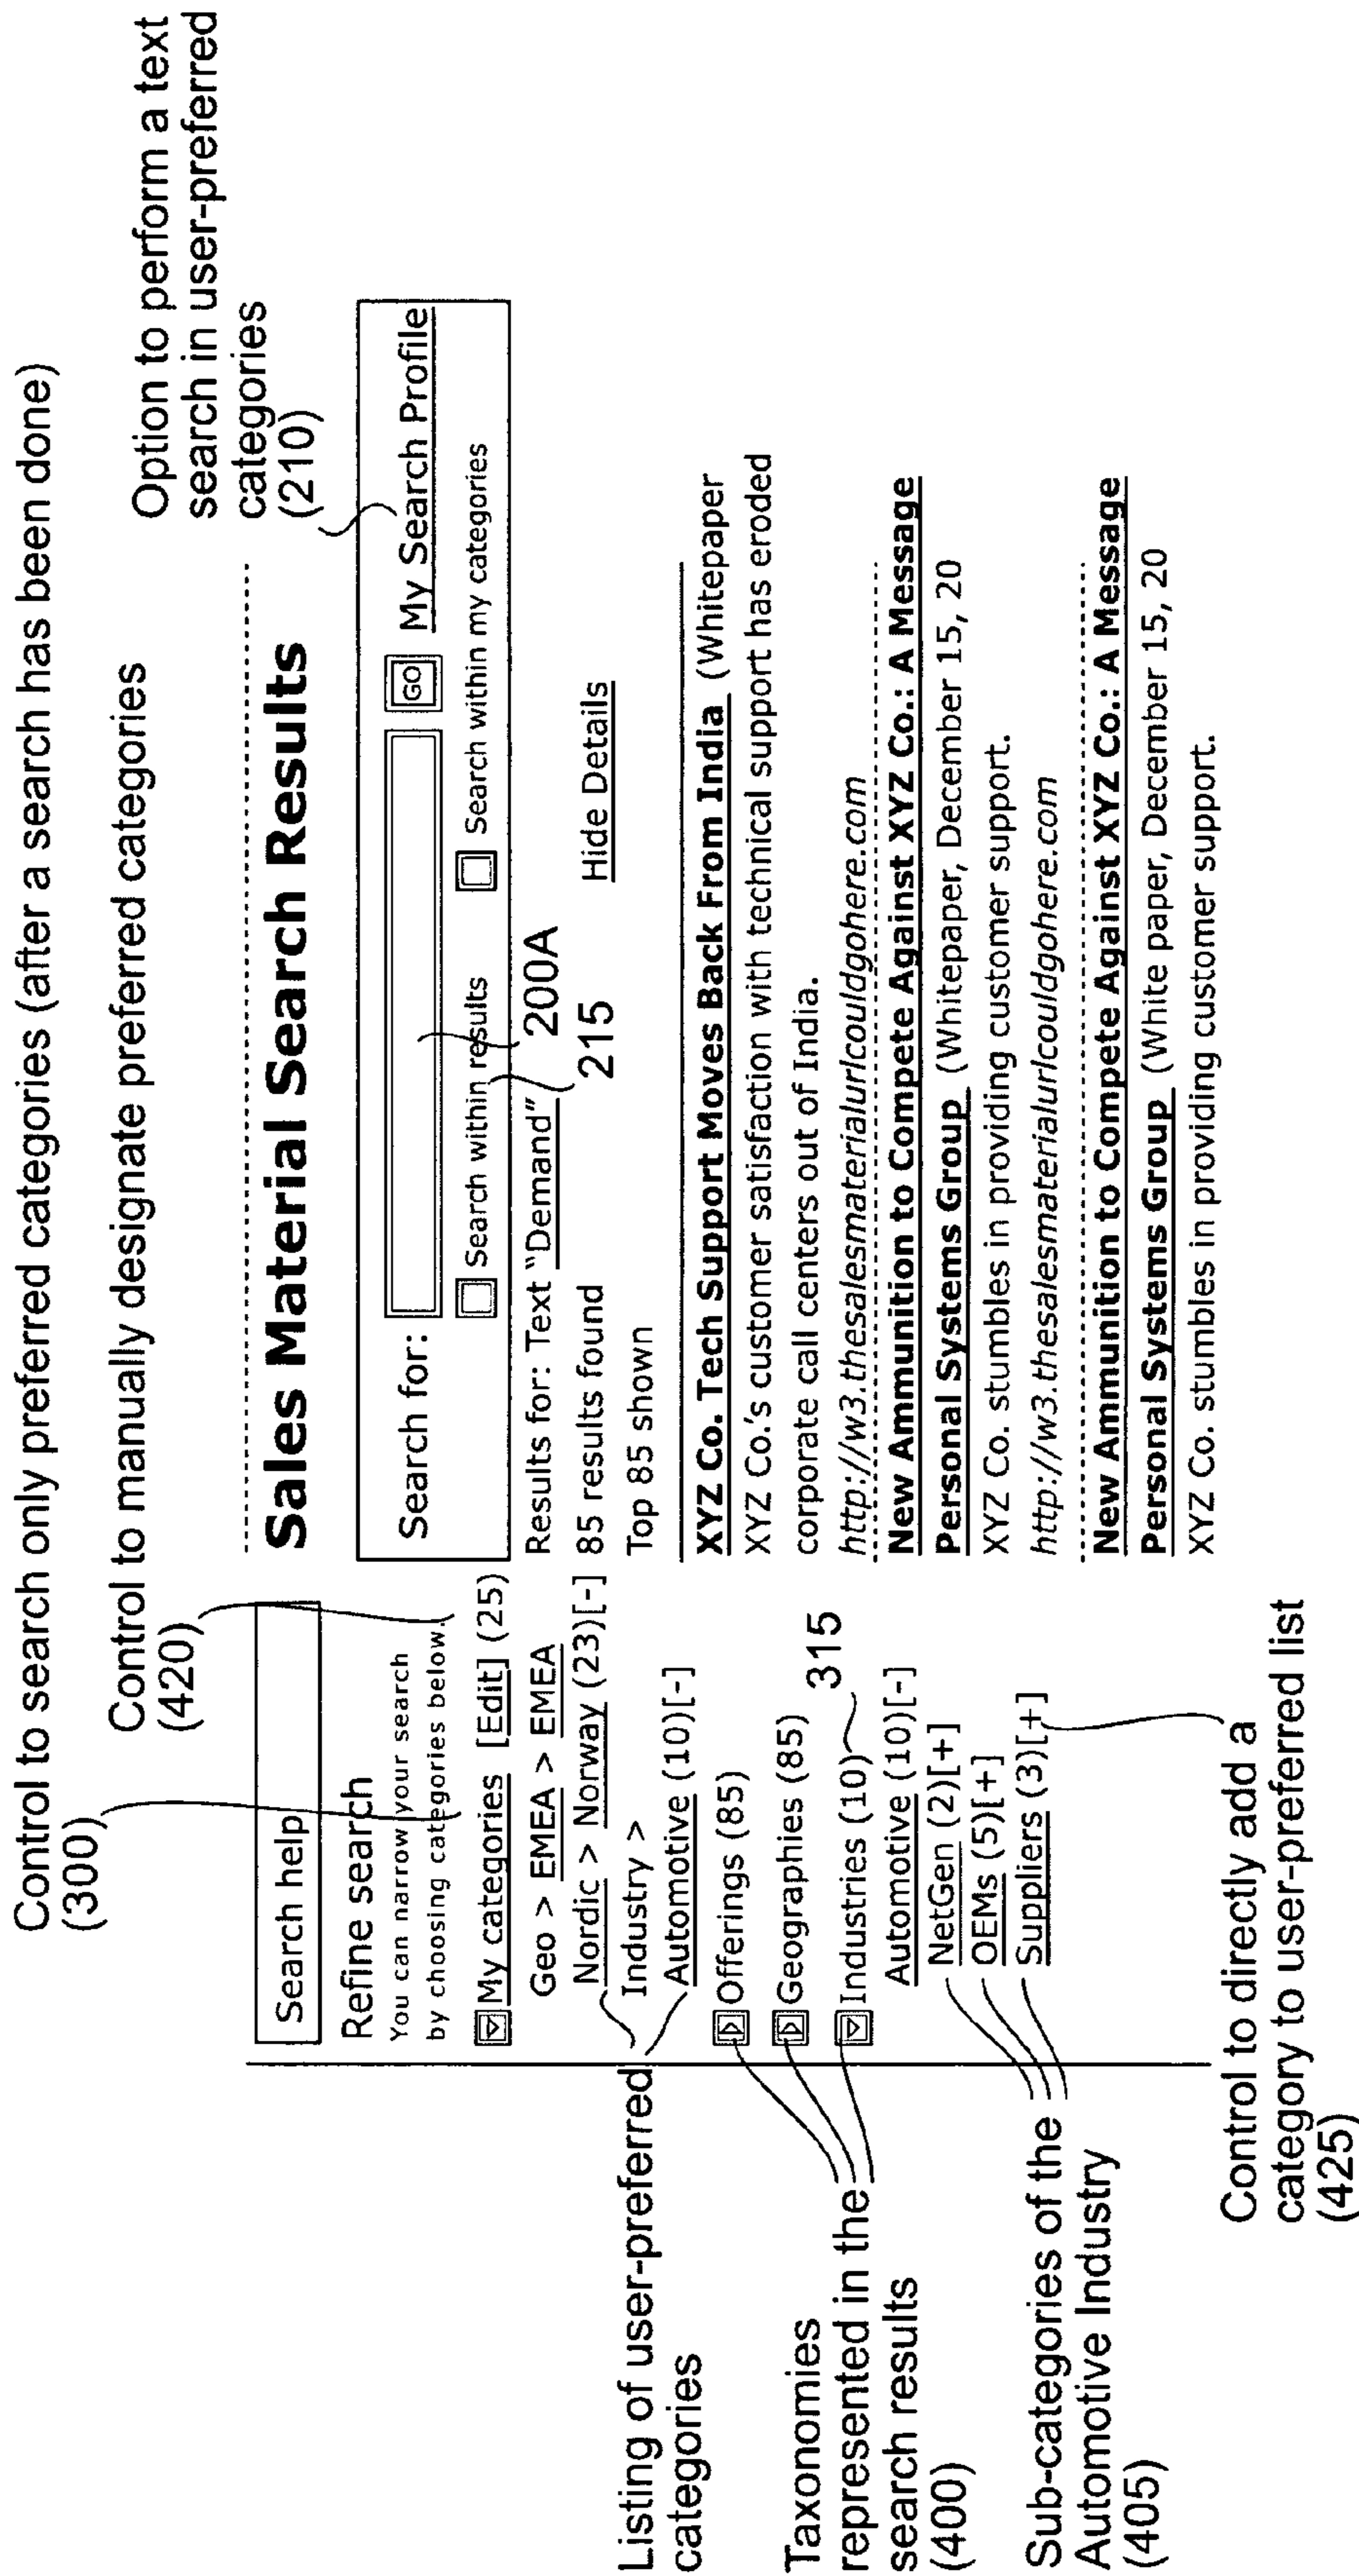 Control to search only preferred categories (after a search has been done)
(300)
Control to manually designate preferred categories
(420)
Option to perform a text
search in user-preferred
categories
(210)
Search help
Refine search
You can narrow your search
by choosing categories below.
My categories [Edit] (25)
Geo > EMEA > EMEA
Nordic > Norway (23)[-]
Industry >
Automotive (10)[-]
Offerings (85)
Geographies (85)
Industries (10)
315
Automotive (10)[-]
NetGen (2)[+]
OEMs (5)[+]
Suppliers (3)[+]
Listing of user-preferred
categories
Taxonomies
represented in the
search results
(400)
Sub-categories of the
Automotive Industry
(405)
Control to directly add a
category to user-preferred list
(425)
Sales Material Search Results
Search for:
GO
My Search Profile
Search within results
Search within my categories
Results for: Text “Demand”
200A
215
85 results found
Hide Details
Top 85 shown
XYZ Co. Tech Support Moves Back From India (Whitepaper
XYZ Co.'s customer satisfaction with technical support has eroded
corporate call centers out of India.
http://w3.thesalesmaterialurlcouldgohere.com
New Ammunition to Compete Against XYZ Co.: A Message
Personal Systems Group (Whitepaper, December 15, 20
XYZ Co. stumbles in providing customer support.
http://w3.thesalesmaterialurlcouldgohere.com
New Ammunition to Compete Against XYZ Co.: A Message
Personal Systems Group (White paper, December 15, 20
XYZ Co. stumbles in providing customer support.